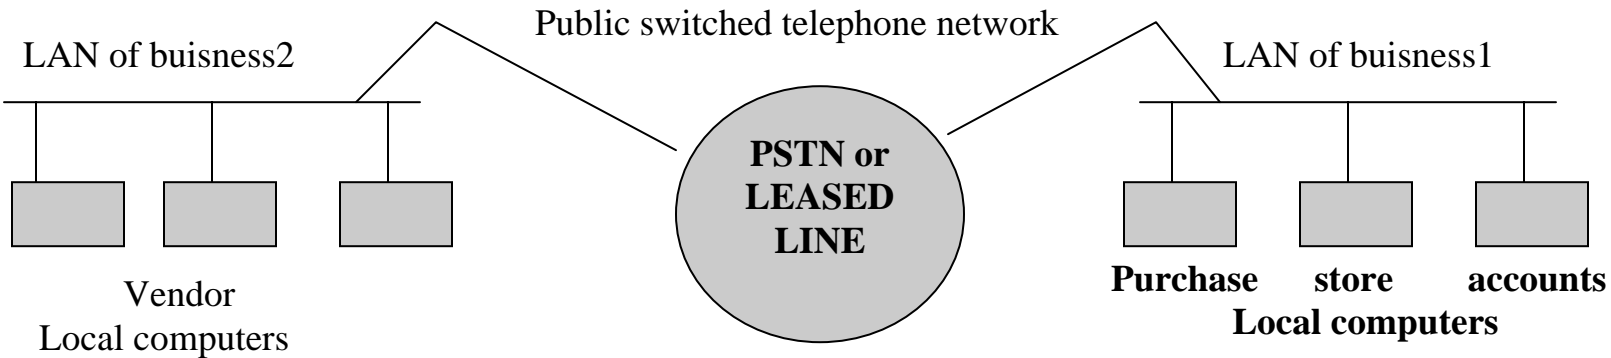 Public switched telephone network
LAN of buisness2
LAN of buisness1
PSTN or
LEASED
LINE
Vendor
Local computers
Purchase store accounts
Local computers